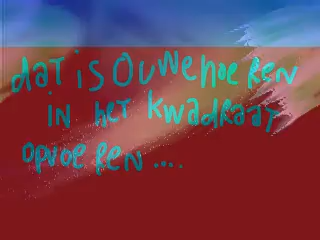 dat is ouwehoeren
in het kwadraat
opvoeren ....